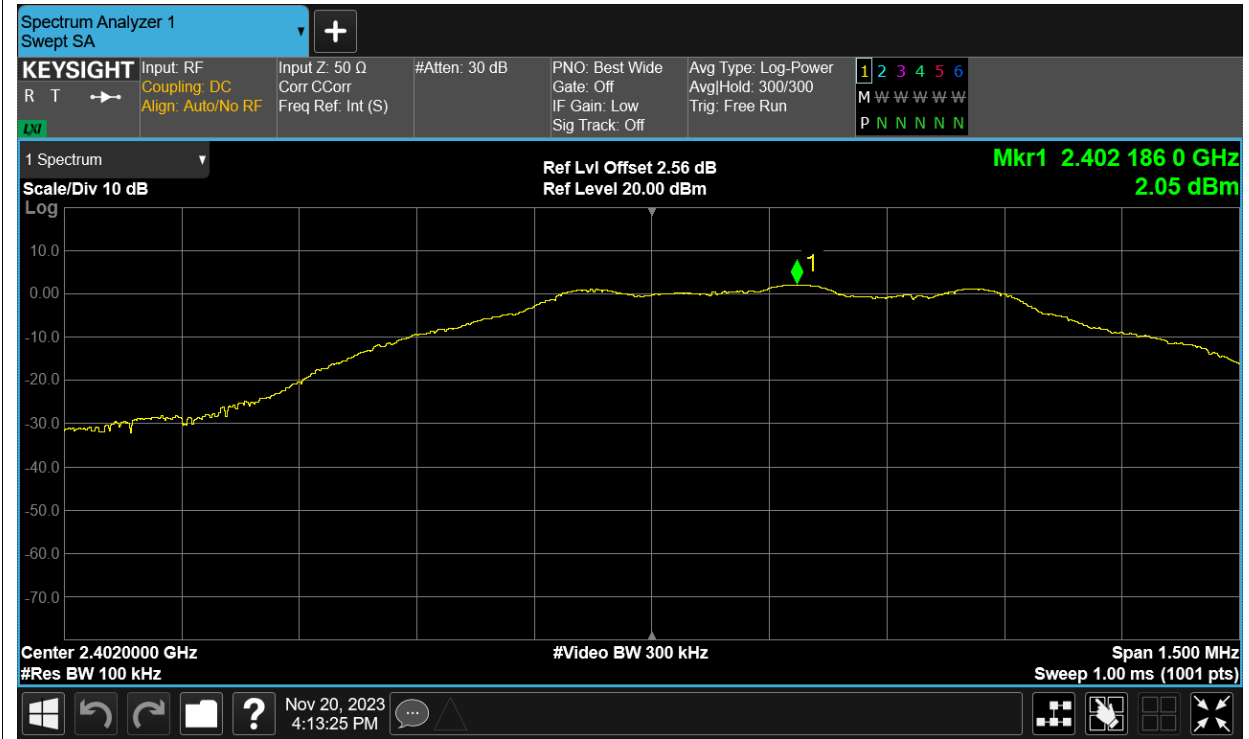 Spectrum Analyzer 1
Swept SA
+
KEYSIGHT
R T
LXI
Input: RF
Coupling: DC
Align: Auto/No RF
Input Z: 50 Ω
Corr CCorr
Freq Ref: Int (S)
#Atten: 30 dB
PNO: Best Wide
Gate: Off
IF Gain: Low
Sig Track: Off
Avg Type: Log-Power
Avg|Hold: 300/300
Trig: Free Run
1 2 3 4 5 6
M W W W W W
P N N N N N
1 Spectrum
Scale/Div 10 dB
Log
Ref Lvl Offset 2.56 dB
Ref Level 20.00 dBm
Mkr1 2.402 186 0 GHz
2.05 dBm
10.0
1
0.00
-10.0
-20.0
-30.0
-40.0
-50.0
-60.0
-70.0
Center 2.4020000 GHz
#Video BW 300 kHz
Span 1.500 MHz
#Res BW 100 kHz
Sweep 1.00 ms (1001 pts)
?
Nov 20, 2023
4:13:25 PM